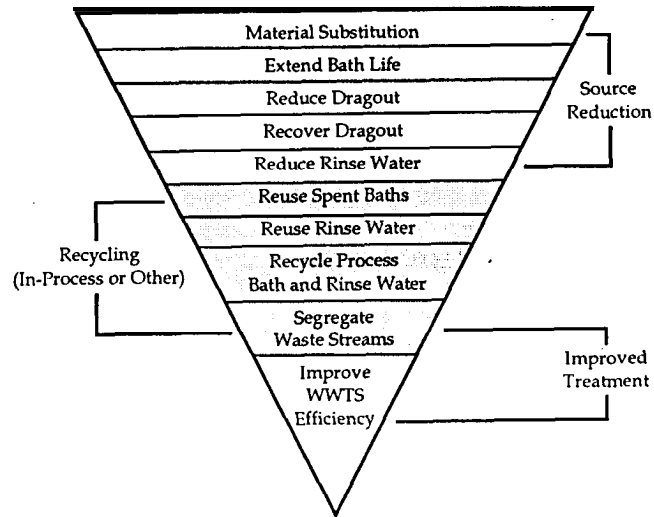 Material Substitution
Extend Bath Life
Reduce Dragout
Recover Dragout
Reduce Rinse Water
Source
Reduction
Reuse Spent Baths
Reuse Rinse Water
Recycle Process
Bath and Rinse Water
Segregate
Waste Streams
Recycling
(In-Process or Other)
Improve
WWTS
Efficiency
Improved
Treatment